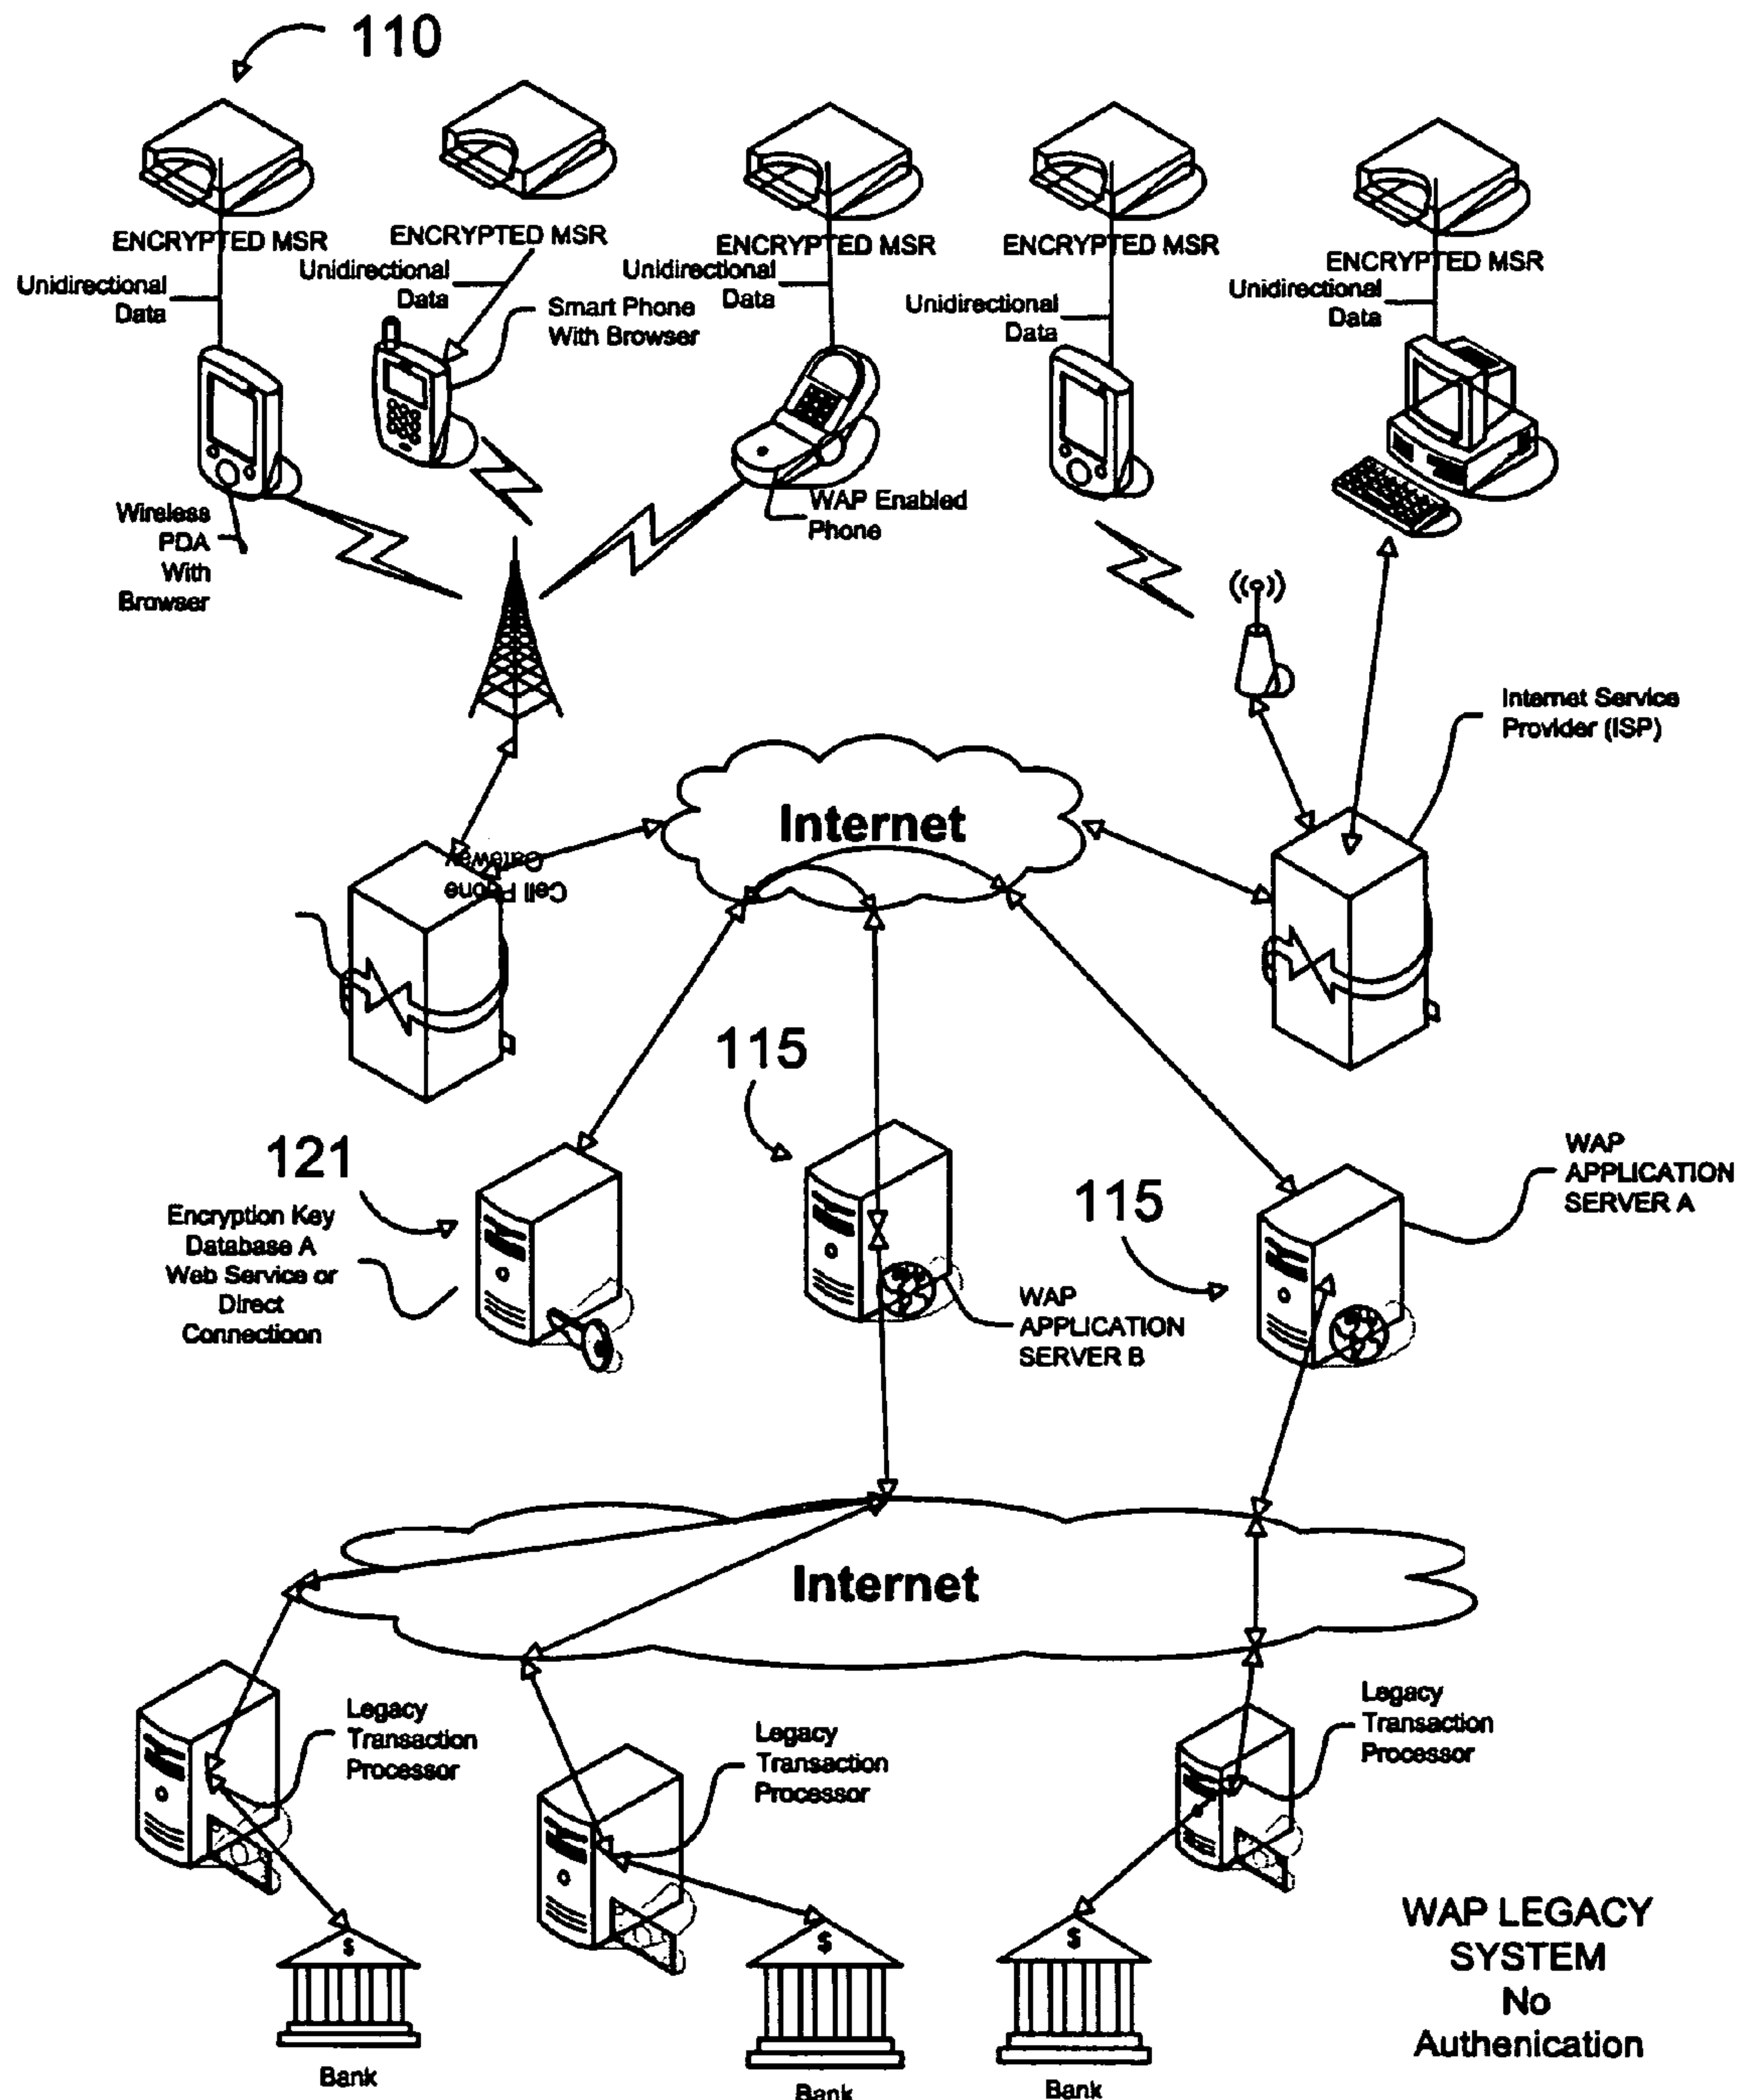 110
ENCRYPTED MSR
ENCRYPTED MSR
ENCRYPTED MSR
ENCRYPTED MSR
ENCRYPTED MSR
Unidirectional
Data
Unidirectional
Data
Unidirectional
Data
Unidirectional
Data
Unidirectional
Data
Smart Phone
With Browser
Wireless
PDA
With
Browser
WAP Enabled
Phone
Internet Service
Provider (ISP)
Internet
Cell Phone
Gateway
115
121
Encryption Key
Database A
Web Service or
Direct
Connectioon
115
WAP
APPLICATION
SERVER A
WAP
APPLICATION
SERVER B
Internet
Legacy
Transaction
Processor
Legacy
Transaction
Processor
Legacy
Transaction
Processor
$
$
$
Bank
Bank
Bank
WAP LEGACY
SYSTEM
No
Authenication